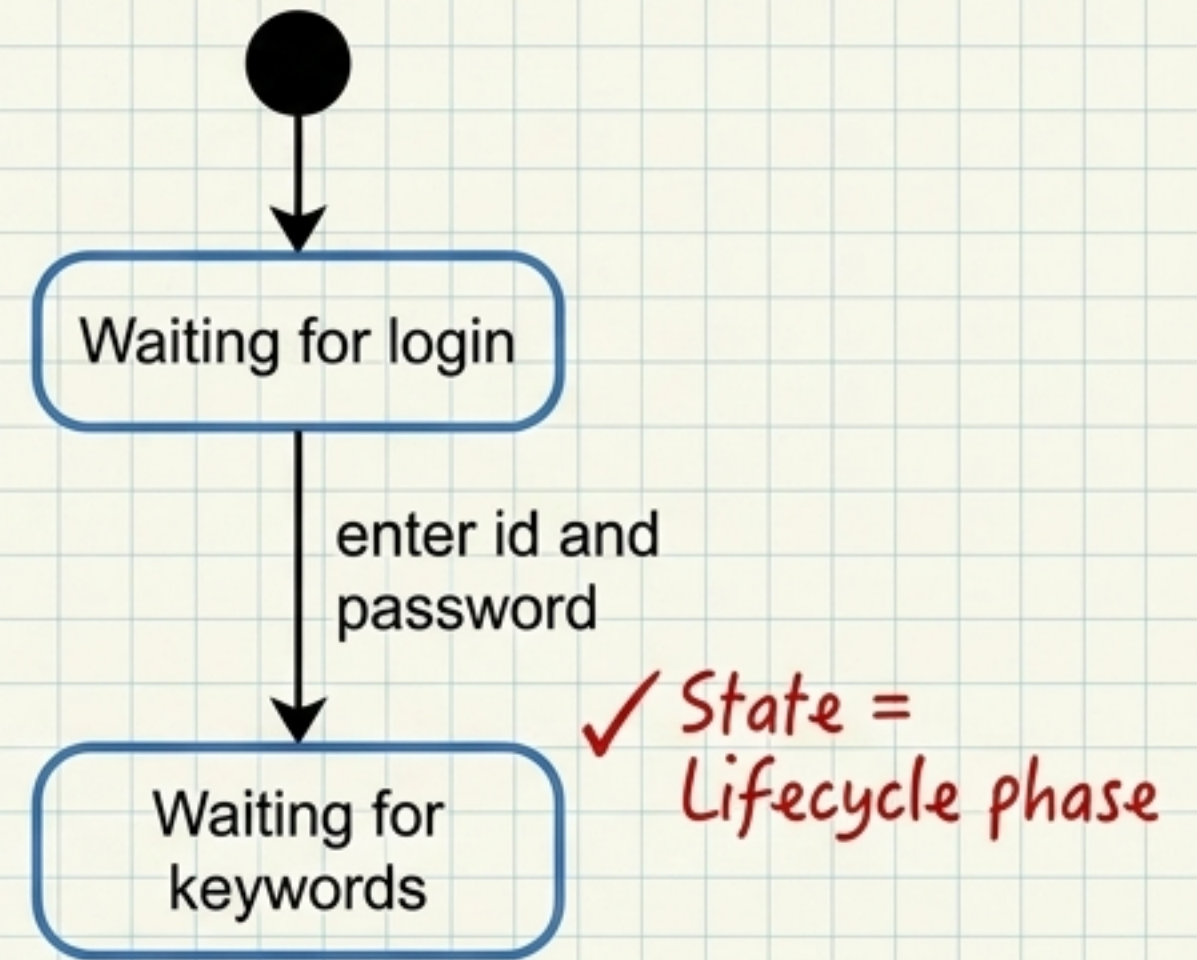 Waiting for login
enter id and
password
State =
Lifecycle phase
Waiting for
keywords